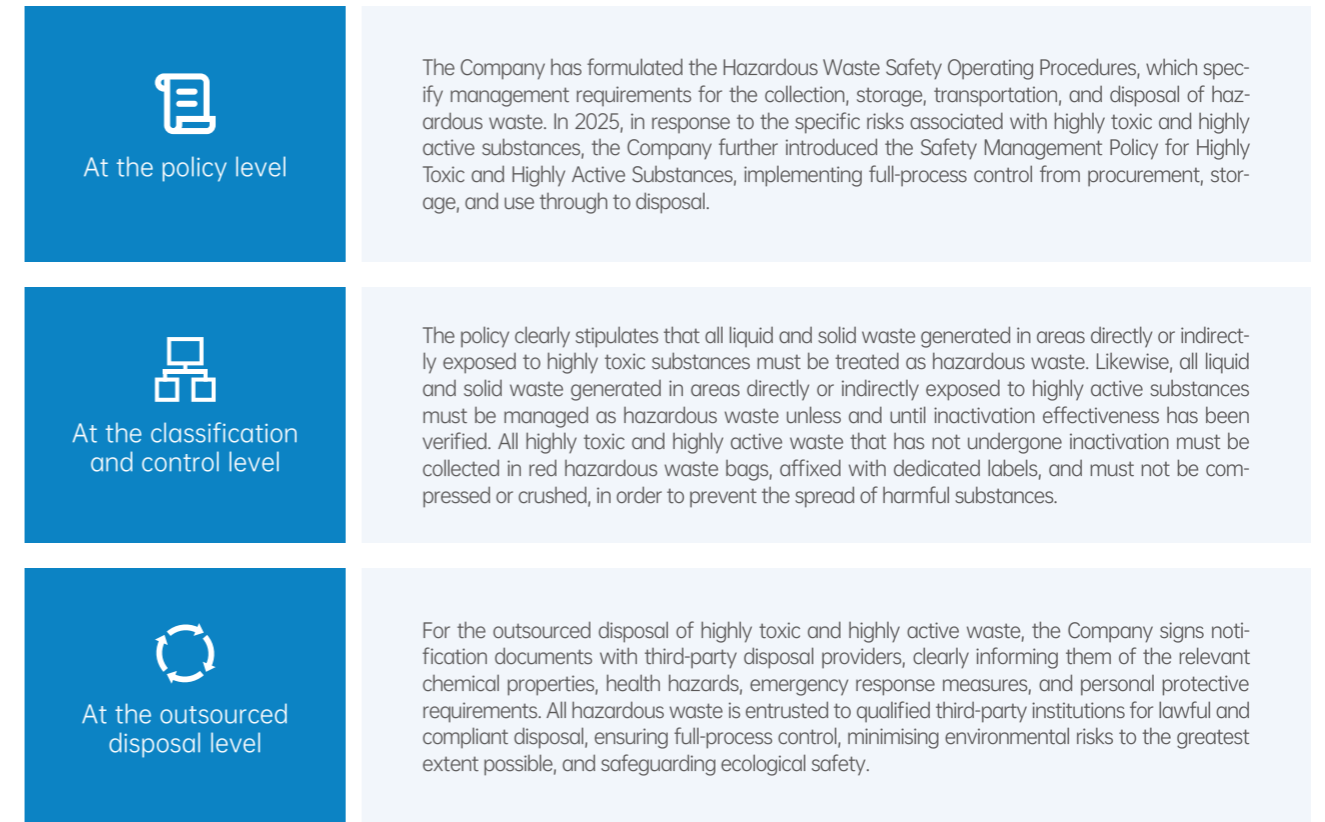 At the policy level
The Company has formulated the Hazardous Waste Safety Operating Procedures, which spec-
ify management requirements for the collection, storage, transportation, and disposal of haz-
ardous waste. In 2025, in response to the specific risks associated with highly toxic and highly
active substances, the Company further introduced the Safety Management Policy for Highly
Toxic and Highly Active Substances, implementing full-process control from procurement, stor-
age, and use through to disposal.
At the classification
and control level
The policy clearly stipulates that all liquid and solid waste generated in areas directly or indirect-
ly exposed to highly toxic substances must be treated as hazardous waste. Likewise, all liquid
and solid waste generated in areas directly or indirectly exposed to highly active substances
must be managed as hazardous waste unless and until inactivation effectiveness has been
verified. All highly toxic and highly active waste that has not undergone inactivation must be
collected in red hazardous waste bags, affixed with dedicated labels, and must not be com-
pressed or crushed, in order to prevent the spread of harmful substances.
At the outsourced
disposal level
For the outsourced disposal of highly toxic and highly active waste, the Company signs noti-
fication documents with third-party disposal providers, clearly informing them of the relevant
chemical properties, health hazards, emergency response measures, and personal protective
requirements. All hazardous waste is entrusted to qualified third-party institutions for lawful and
compliant disposal, ensuring full-process control, minimising environmental risks to the greatest
extent possible, and safeguarding ecological safety.